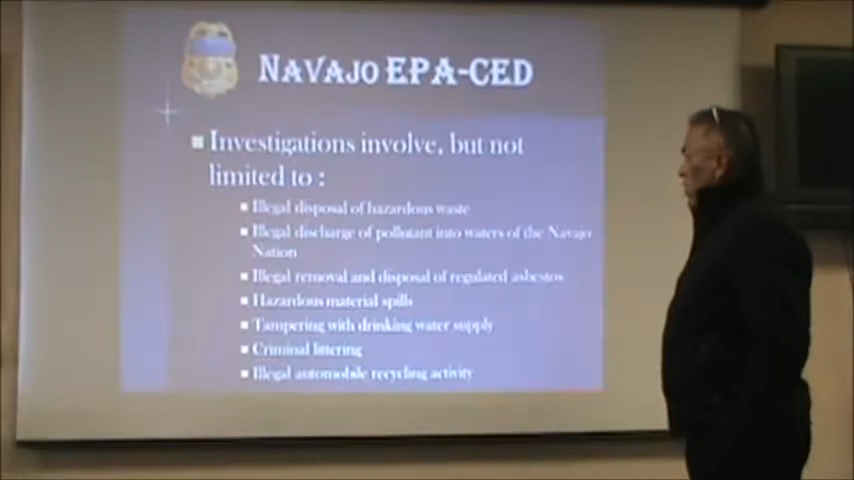 NAVAJO EPA-CED
Investigations involve, but not
limited to :
Illegal disposal of hazardous waste
Illegal discharge of pollutant into waters of the Navajo
Nation
Illegal removal and disposal of regulated asbestos
Hazardous material spills
Tampering with drinking water supply
Criminal littering
Illegal automobile recycling activity